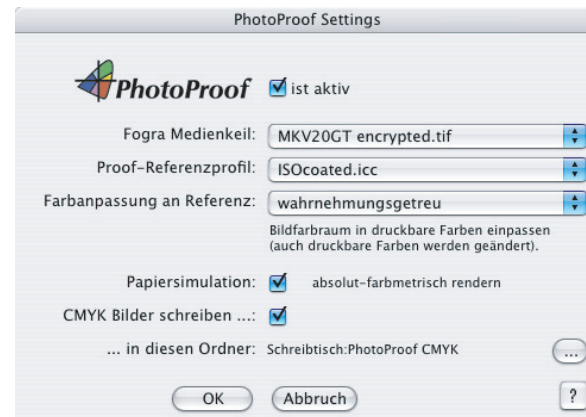 PhotoProof Settings
PhotoProof ist aktiv
Fogra Medienkeil: MKV20GT encrypted.tif
Proof-Referenzprofil: ISOcoated.icc
Farbanpassung an Referenz: wahrnehmungsgetreu
Bildfarbraum in druckbare Farben einpassen
(auch druckbare Farben werden geändert).
Papiersimulation: absolut-farbmetrisch rendern
CMYK Bilder schreiben ...:
... in diesen Ordner: Schreibtisch:PhotoProof CMYK ...
OK Abbruch ?